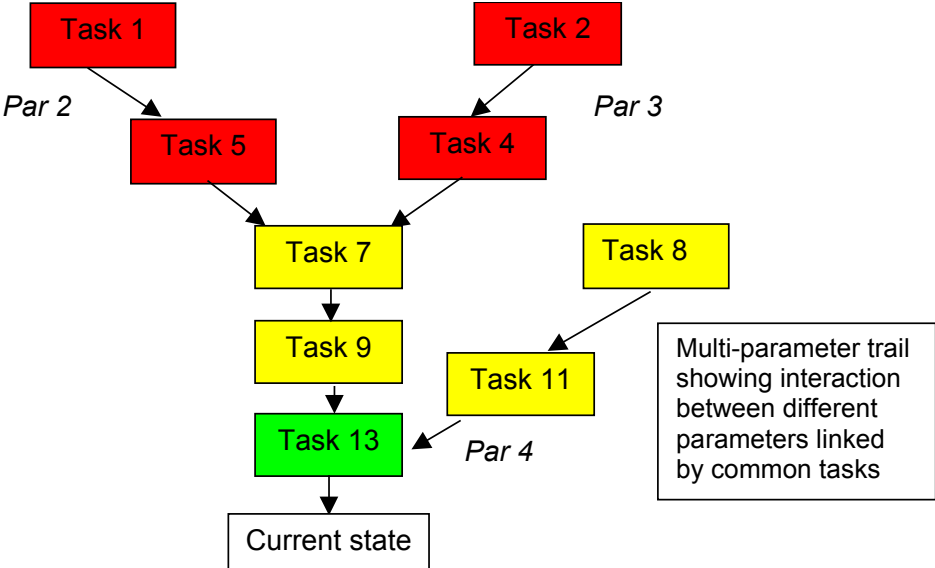 Task 1
Task 2
Par 2
Par 3
Task 5
Task 4
Task 7
Task 8
Task 9
Multi-parameter trail
showing interaction
between different
parameters linked
by common tasks
Task 11
Task 13
Par 4
Current state